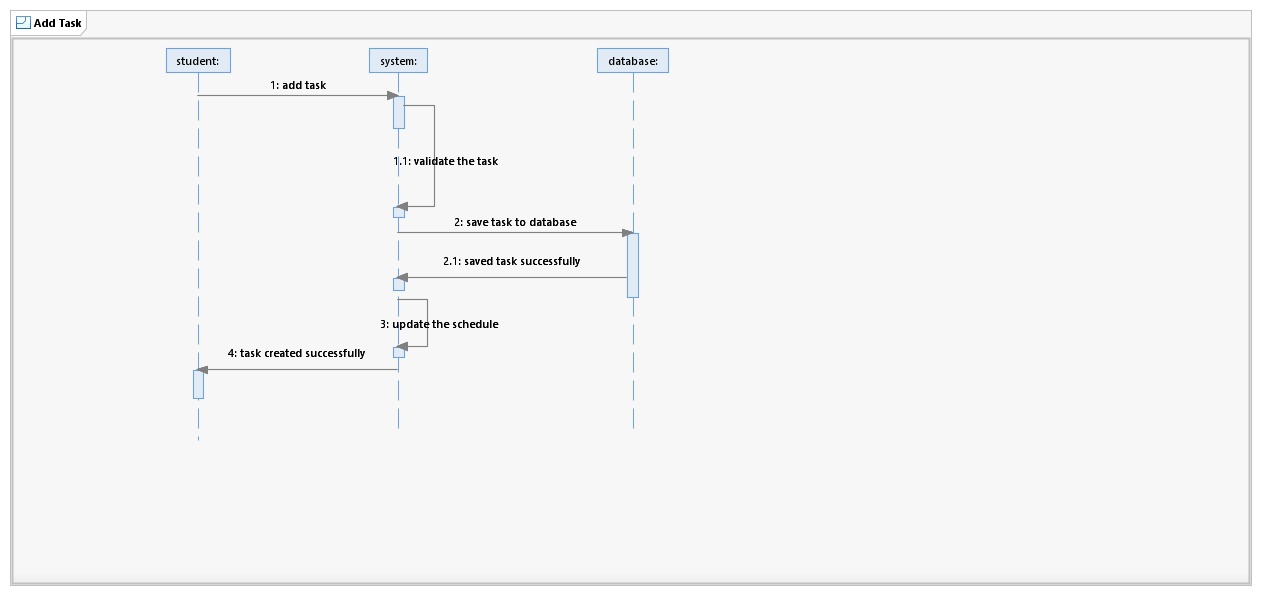 Add Task
student:
system:
database:
1: add task
1.1: validate the task
2: save task to database
2.1: saved task successfully
3: update the schedule
4: task created successfully